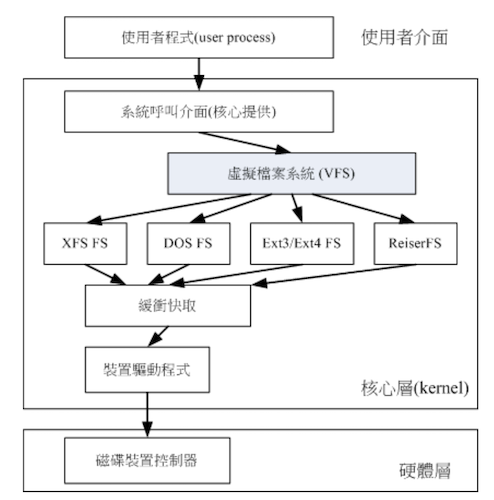 使用者程式(user process)
使用者介面
系統呼叫介面(核心提供)
虛擬檔案系統 (VFS)
XFS FS
DOS FS
Ext3/Ext4 FS
ReiserFS
緩衝快取
裝置驅動程式
核心層(kernel)
磁碟裝置控制器
硬體層